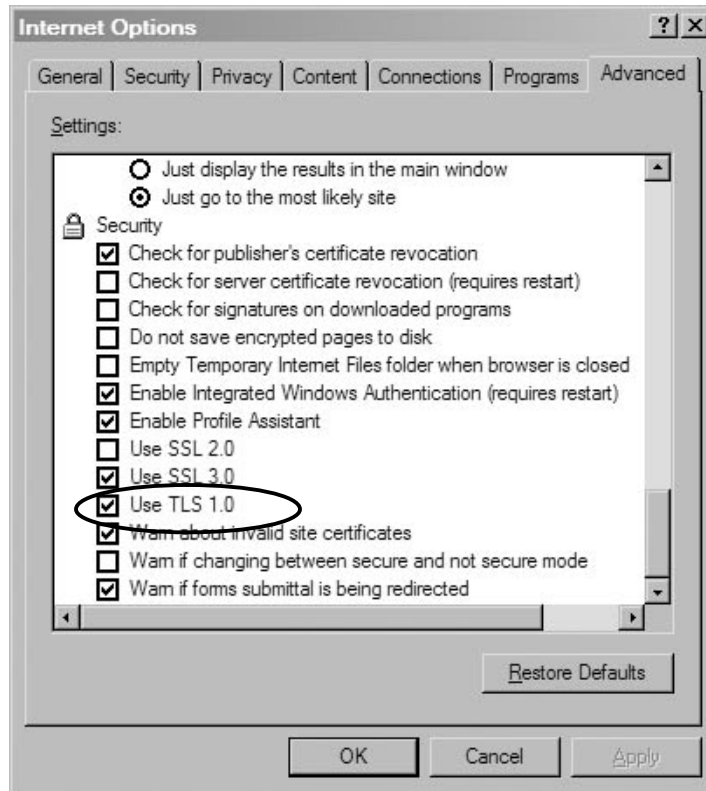 Internet Options
General Security Privacy Content Connections Programs Advanced
Settings:
Just display the results in the main window
Just go to the most likely site
Security
Check for publisher's certificate revocation
Check for server certificate revocation (requires restart)
Check for signatures on downloaded programs
Do not save encrypted pages to disk
Empty Temporary Internet Files folder when browser is closed
Enable Integrated Windows Authentication (requires restart)
Enable Profile Assistant
Use SSL 2.0
Use SSL 3.0
Use TLS 1.0
Warn about invalid site certificates
Warn if changing between secure and not secure mode
Warn if forms submittal is being redirected
Restore Defaults
OK Cancel Apply